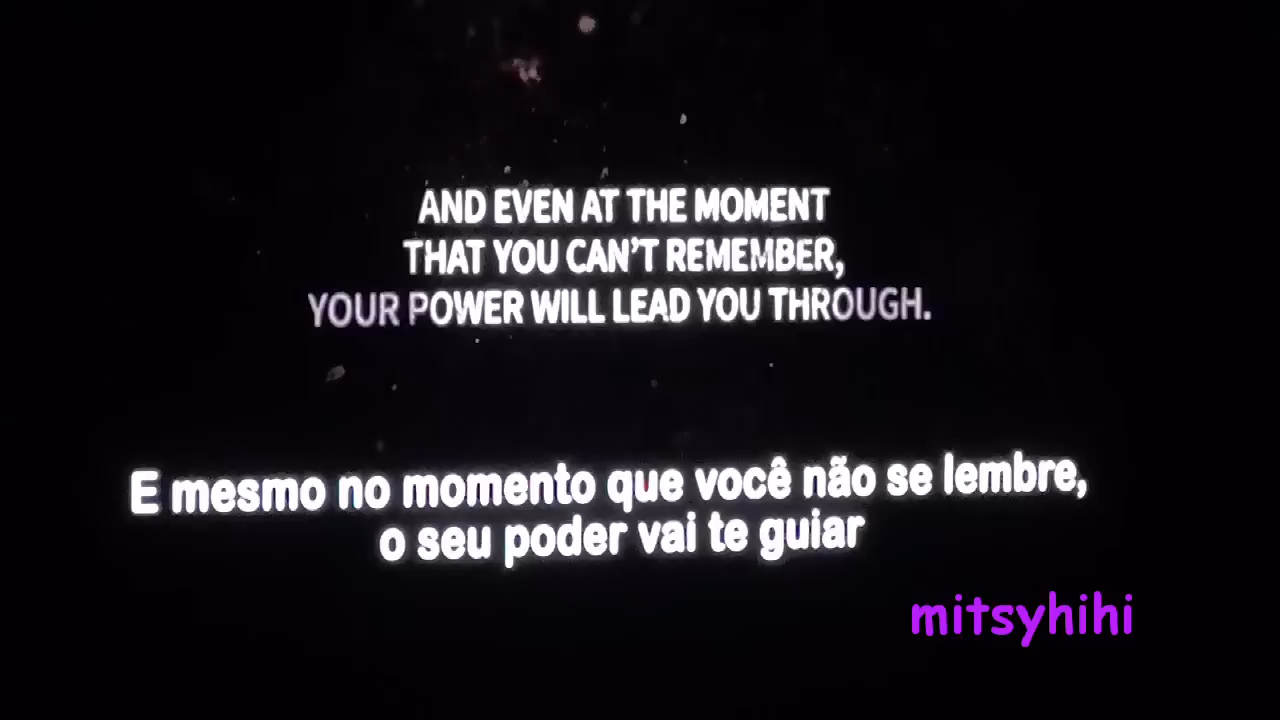 AND EVEN AT THE MOMENT
THAT YOU CAN'T REMEMBER,
YOUR POWER WILL LEAD YOU THROUGH.
E mesmo no momento que você não se lembre,
o seu poder vai te guiar
mitsyhihi